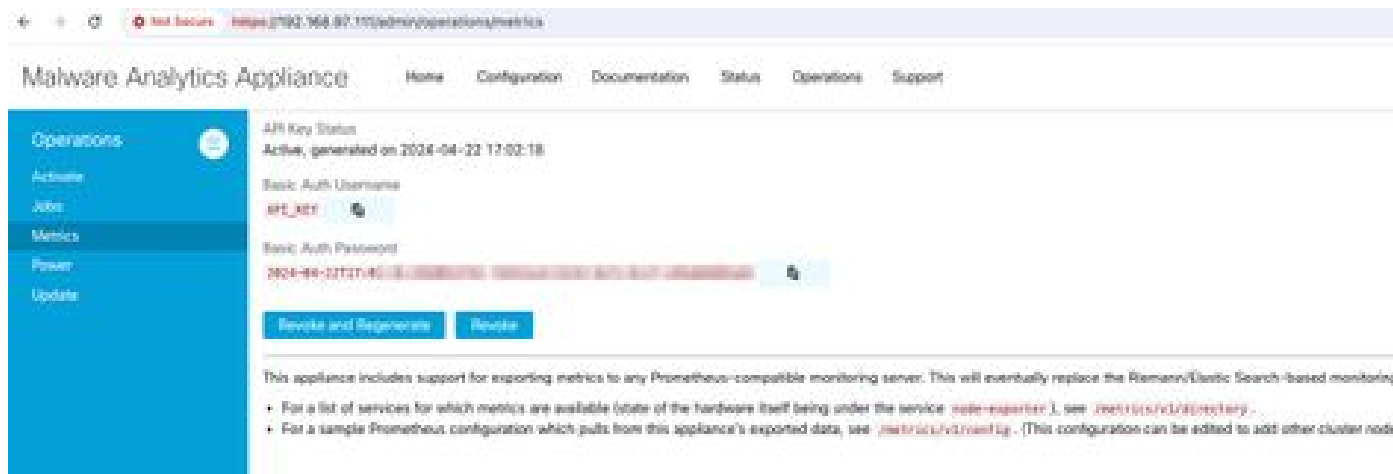 Not Secure https://192.168.97.111/admin/operations/metrics
Malware Analytics Appliance Home Configuration Documentation Status Operations Support
Operations
Activate
Jobs
Metrics
Power
Update
API Key Status
Active, generated on 2024-04-22 17:02:18
Basic Auth Username
API_KEY
Basic Auth Password
2024-04-22T17:0
Revoke and Regenerate Revoke
This appliance includes support for exporting metrics to any Prometheus-compatible monitoring server. This will eventually replace the Riemann/Elastic Search-based monitoring
• For a list of services for which metrics are available (state of the hardware itself being under the service node-exporter), see /metrics/v1/directory.
• For a sample Prometheus configuration which pulls from this appliance's exported data, see /metrics/v1/config. (This configuration can be edited to add other cluster node